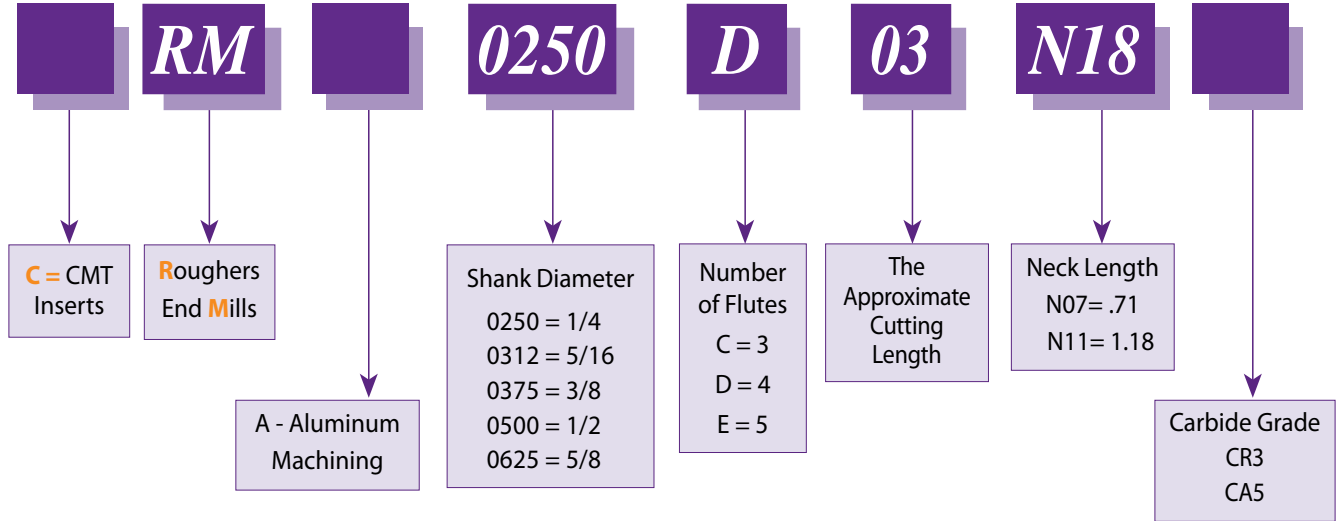 RM 0250 D 03 N18
C = CMT
Inserts
Roughers
End Mills
A - Aluminum
Machining
Shank Diameter
0250 = 1/4
0312 = 5/16
0375 = 3/8
0500 = 1/2
0625 = 5/8
Number
of Flutes
C = 3
D = 4
E = 5
The
Approximate
Cutting
Length
Neck Length
N07= .71
N11= 1.18
Carbide Grade
CR3
CA5